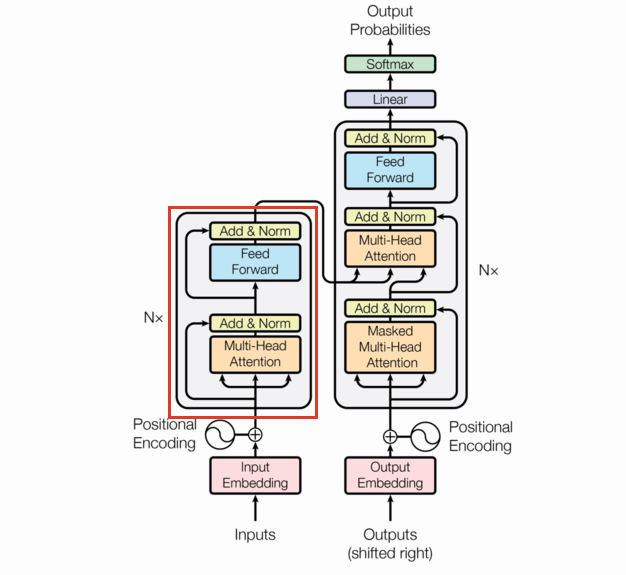 Output
Probabilities
Softmax
Linear
Add & Norm
Feed
Forward
Add & Norm
Multi-Head
Attention
Add & Norm
Masked
Multi-Head
Attention
N×
Add & Norm
Feed
Forward
Add & Norm
Multi-Head
Attention
N×
Positional
Encoding
Positional
Encoding
Input
Embedding
Output
Embedding
Inputs
Outputs
(shifted right)